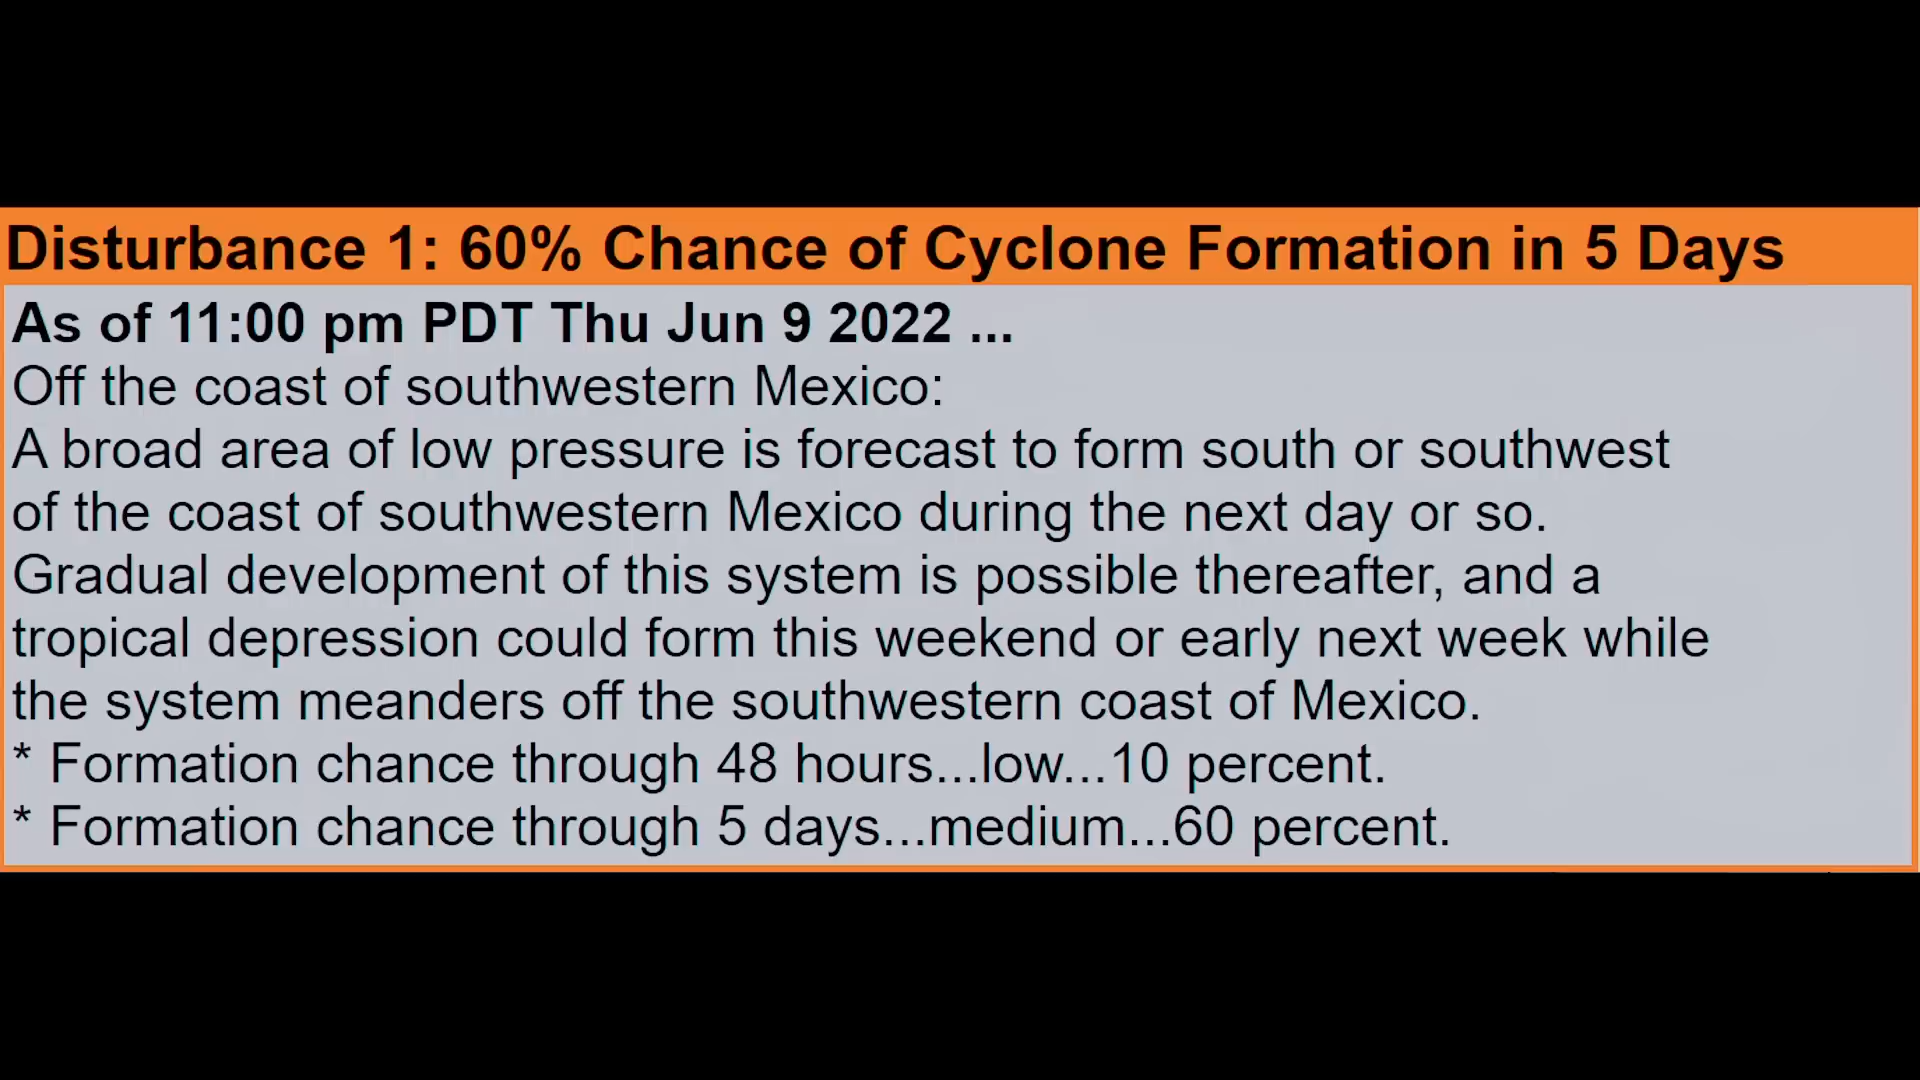 Disturbance 1: 60% Chance of Cyclone Formation in 5 Days
As of 11:00 pm PDT Thu Jun 9 2022 ...
Off the coast of southwestern Mexico:
A broad area of low pressure is forecast to form south or southwest
of the coast of southwestern Mexico during the next day or so.
Gradual development of this system is possible thereafter, and a
tropical depression could form this weekend or early next week while
the system meanders off the southwestern coast of Mexico.
* Formation chance through 48 hours...low...10 percent.
* Formation chance through 5 days...medium...60 percent.